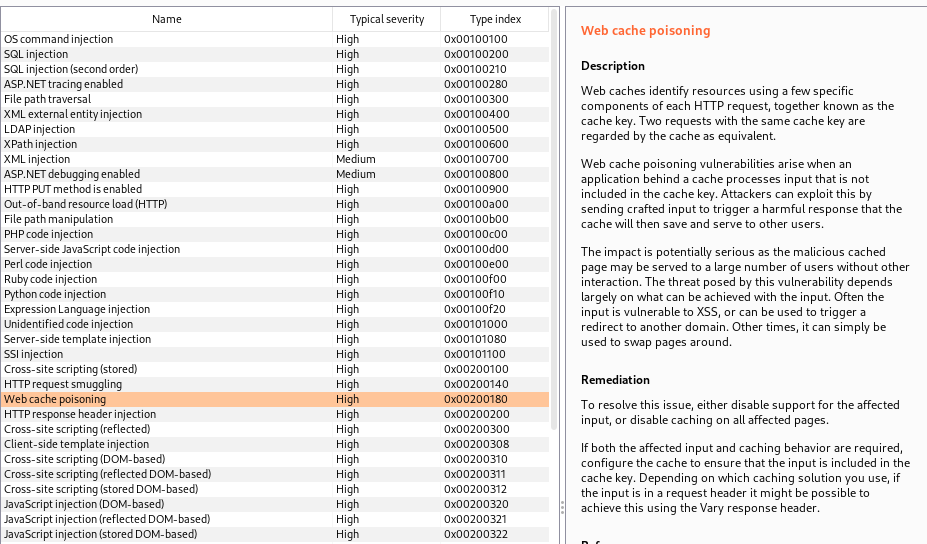 Name Typical severity Type index
OS command injection High 0x00100100
SQL injection High 0x00100200
SQL injection (second order) High 0x00100210
ASP.NET tracing enabled High 0x00100280
File path traversal High 0x00100300
XML external entity injection High 0x00100400
LDAP injection High 0x00100500
XPath injection High 0x00100600
XML injection Medium 0x00100700
ASP.NET debugging enabled Medium 0x00100800
HTTP PUT method is enabled High 0x00100900
Out-of-band resource load (HTTP) High 0x00100a00
File path manipulation High 0x00100b00
PHP code injection High 0x00100c00
Server-side JavaScript code injection High 0x00100d00
Perl code injection High 0x00100e00
Ruby code injection High 0x00100f00
Python code injection High 0x00100f10
Expression Language injection High 0x00100f20
Unidentified code injection High 0x00101000
Server-side template injection High 0x00101080
SSI injection High 0x00101100
Cross-site scripting (stored) High 0x00200100
HTTP request smuggling High 0x00200140
Web cache poisoning High 0x00200180
HTTP response header injection High 0x00200200
Cross-site scripting (reflected) High 0x00200300
Client-side template injection High 0x00200308
Cross-site scripting (DOM-based) High 0x00200310
Cross-site scripting (reflected DOM-based) High 0x00200311
Cross-site scripting (stored DOM-based) High 0x00200312
JavaScript injection (DOM-based) High 0x00200320
JavaScript injection (reflected DOM-based) High 0x00200321
JavaScript injection (stored DOM-based) High 0x00200322
Web cache poisoning
Description
Web caches identify resources using a few specific
components of each HTTP request, together known as the
cache key. Two requests with the same cache key are
regarded by the cache as equivalent.
Web cache poisoning vulnerabilities arise when an
application behind a cache processes input that is not
included in the cache key. Attackers can exploit this by
sending crafted input to trigger a harmful response that the
cache will then save and serve to other users.
The impact is potentially serious as the malicious cached
page may be served to a large number of users without other
interaction. The threat posed by this vulnerability depends
largely on what can be achieved with the input. Often the
input is vulnerable to XSS, or can be used to trigger a
redirect to another domain. Other times, it can simply be
used to swap pages around.
Remediation
To resolve this issue, either disable support for the affected
input, or disable caching on all affected pages.
If both the affected input and caching behavior are required,
configure the cache to ensure that the input is included in the
cache key. Depending on which caching solution you use, if
the input is in a request header it might be possible to
achieve this using the Vary response header.